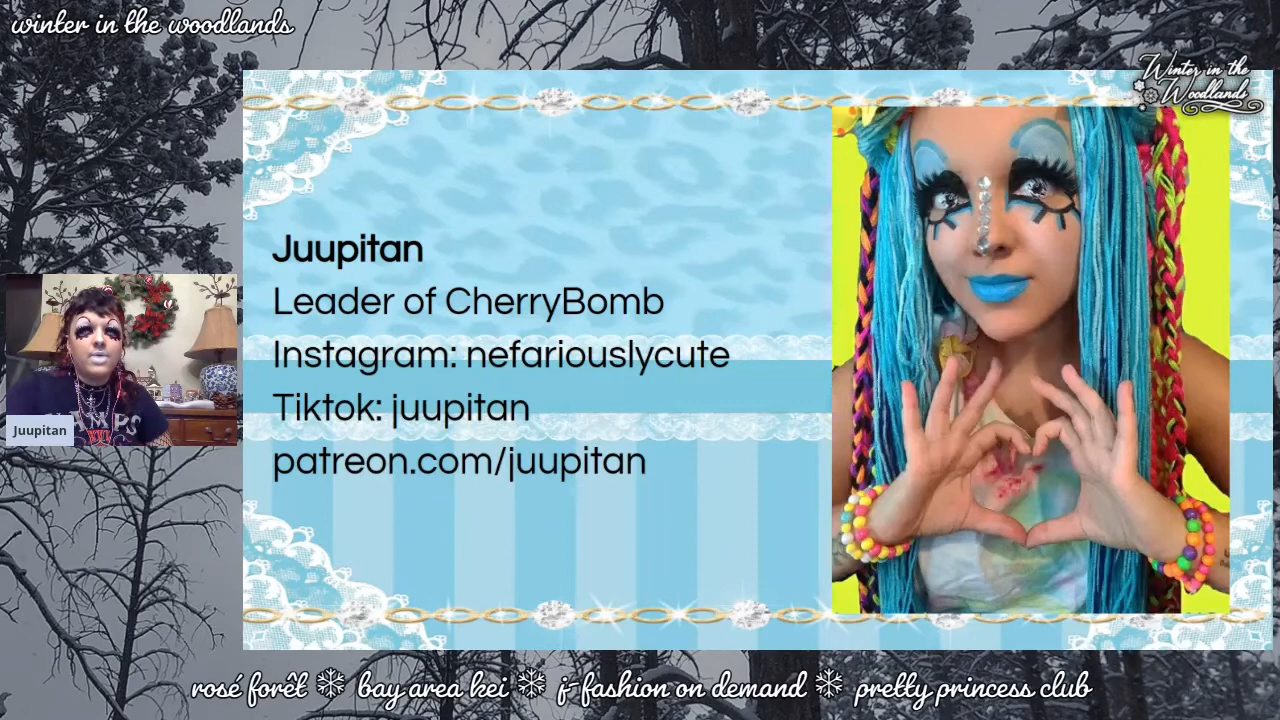 winter in the woodlands
Winter in the
Woodlands
Juupitan
Leader of CherryBomb
Instagram: nefariouslycute
Tiktok: juupitan
patreon.com/juupitan
Juupitan
rosé forêt ❄ bay area kei ❄ j-fashion on demand ❄ pretty princess club